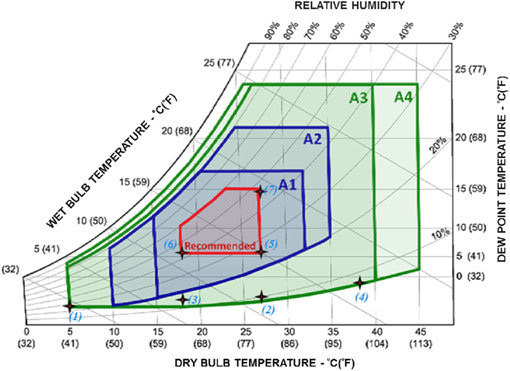 RELATIVE HUMIDITY
90% 80% 70% 60% 50% 40% 30%
25 (77)
25 (77)
A3 A4
20 (68)
A2
20 (68)
20%
15 (59)
A1
(7)
15 (59)
10 (50)
(6) Recommended (5)
10 (50)
10%
5 (41)
5 (41)
(32)
0 (32)
(1) (3) (2) (4)
WET BULB TEMPERATURE - °C(°F)
DEW POINT TEMPERATURE - °C(°F)
0 5 10 15 20 25 30 35 40 45
(32) (41) (50) (59) (68) (77) (86) (95) (104) (113)
DRY BULB TEMPERATURE - °C(°F)